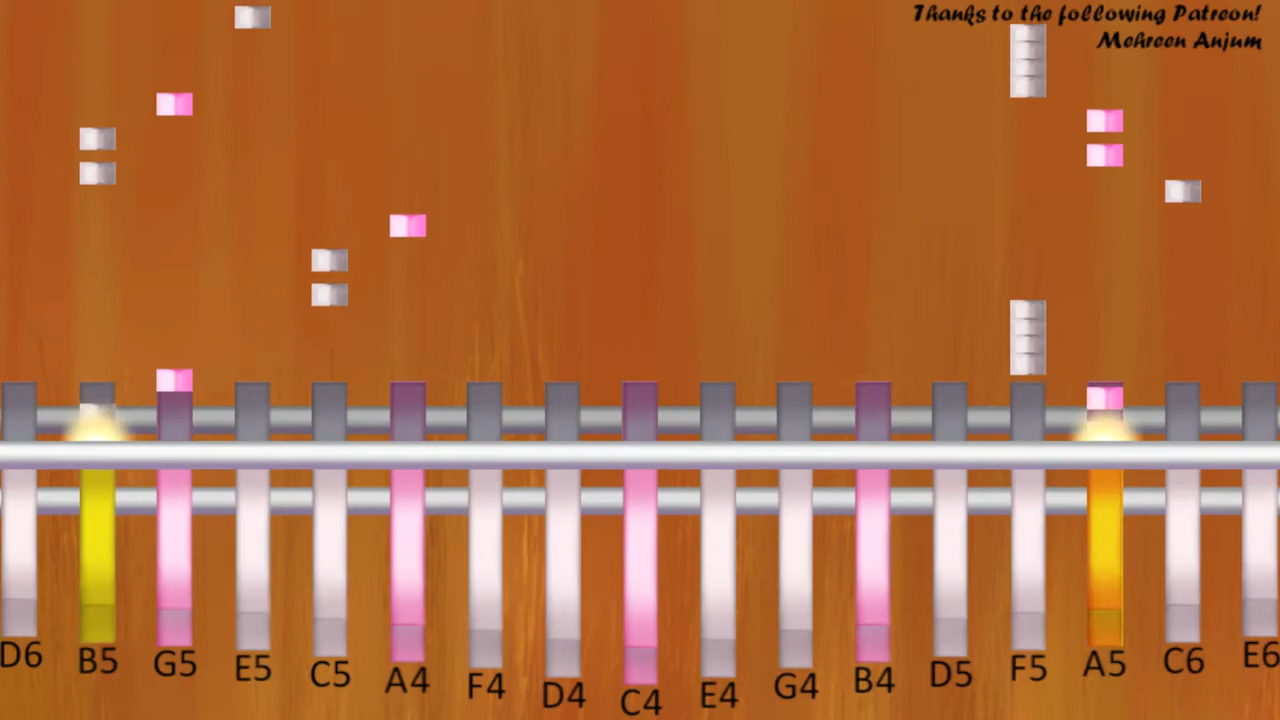 Thanks to the following Patreon!
Mehreen Anjum
D6 B5 G5 E5 C5 A4 F4 D4 C4 E4 G4 B4 D5 F5 A5 C6 E6